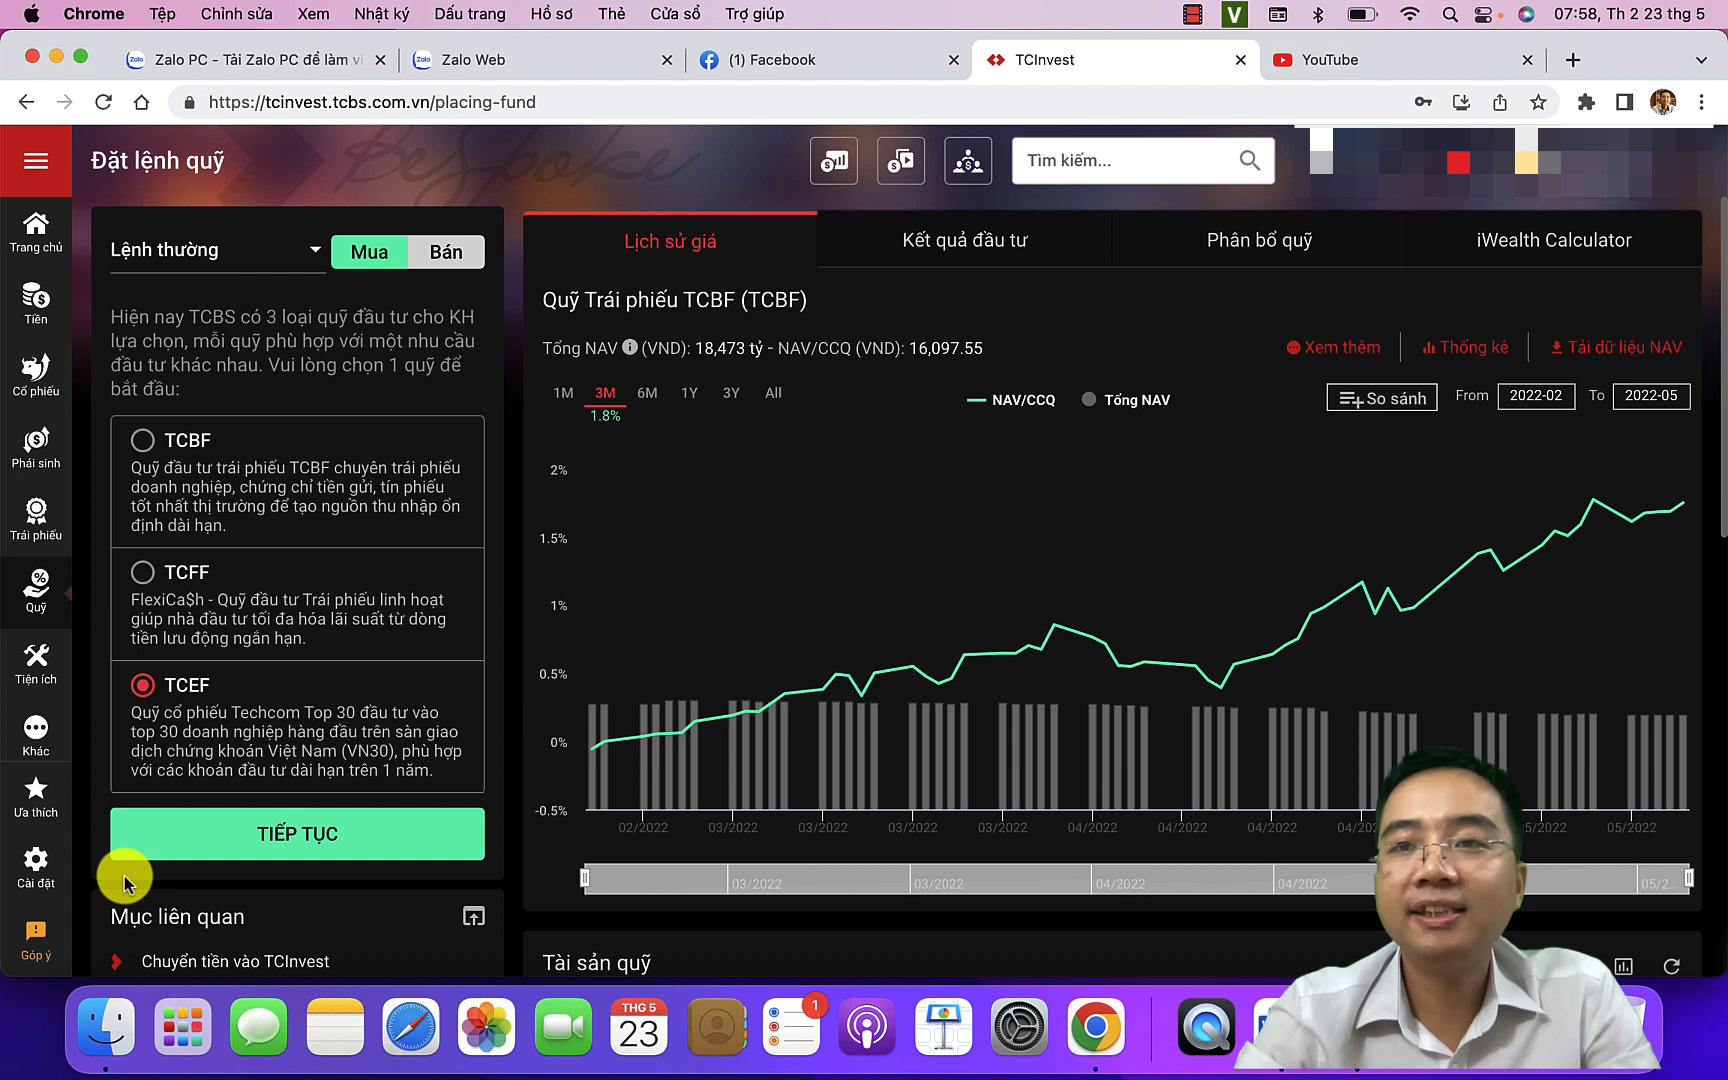 Chrome Tệp Chỉnh sửa Xem Nhật ký Dấu trang Hồ sơ Thẻ Cửa sổ Trợ giúp V 07:58, Th 2 23 thg 5
Zalo Zalo PC - Tải Zalo PC để làm vi Zalo Zalo Web (1) Facebook TCInvest YouTube
https://tcinvest.tcbs.com.vn/placing-fund
Đặt lệnh quỹ
BeSpoke
Tìm kiếm...
Trang chủ
Tiền
Cổ phiếu
Phái sinh
Trái phiếu
Quỹ
Tiện ích
Khác
Ưa thích
Cài đặt
Góp ý
Lệnh thường Mua Bán
Hiện nay TCBS có 3 loại quỹ đầu tư cho KH
lựa chọn, mỗi quỹ phù hợp với một nhu cầu
đầu tư khác nhau. Vui lòng chọn 1 quỹ để
bắt đầu:
TCBF
Quỹ đầu tư trái phiếu TCBF chuyên trái phiếu
doanh nghiệp, chứng chỉ tiền gửi, tín phiếu
tốt nhất thị trường để tạo nguồn thu nhập ổn
định dài hạn.
TCFF
FlexiCa$h - Quỹ đầu tư Trái phiếu linh hoạt
giúp nhà đầu tư tối đa hóa lãi suất từ dòng
tiền lưu động ngắn hạn.
TCEF
Quỹ cổ phiếu Techcom Top 30 đầu tư vào
top 30 doanh nghiệp hàng đầu trên sàn giao
dịch chứng khoán Việt Nam (VN30), phù hợp
với các khoản đầu tư dài hạn trên 1 năm.
TIẾP TỤC
Mục liên quan
Chuyển tiền vào TCInvest
Lịch sử giá Kết quả đầu tư Phân bổ quỹ iWealth Calculator
Quỹ Trái phiếu TCBF (TCBF)
Tổng NAV (VND): 18,473 tỷ - NAV/CCQ (VND): 16,097.55
Xem thêm Thống kê Tải dữ liệu NAV
1M 3M 6M 1Y 3Y All
1.8%
NAV/CCQ Tổng NAV
So sánh From 2022-02 To 2022-05
2%
1.5%
1%
0.5%
0%
-0.5%
02/2022 03/2022 03/2022 03/2022 03/2022 04/2022 04/2022 04/2022 04/20 5/2022 05/2022
03/2022 03/2022 04/2022 04/2022 05/2...
Tài sản quỹ
THG 5
23
1